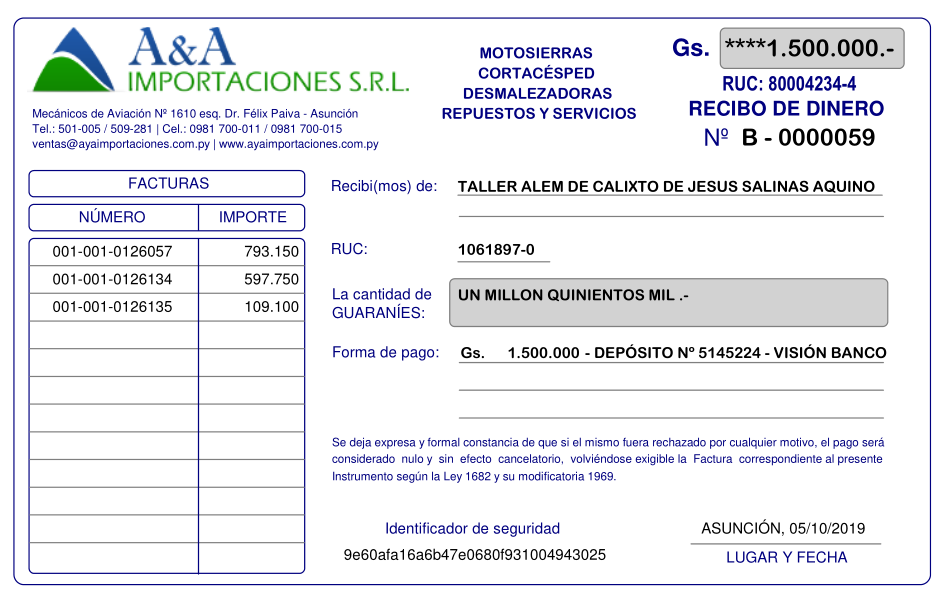 A&A
IMPORTACIONES S.R.L.
Mecánicos de Aviación Nº 1610 esq. Dr. Félix Paiva - Asunción
Tel.: 501-005 / 509-281 | Cel.: 0981 700-011 / 0981 700-015
ventas@ayaimportaciones.com.py | www.ayaimportaciones.com.py
MOTOSIERRAS
CORTACÉSPED
DESMALEZADORAS
REPUESTOS Y SERVICIOS
Gs. ****1.500.000.-
RUC: 80004234-4
RECIBO DE DINERO
Nº B - 0000059
FACTURAS
NÚMERO IMPORTE
001-001-0126057 793.150
001-001-0126134 597.750
001-001-0126135 109.100
Recibi(mos) de: TALLER ALEM DE CALIXTO DE JESUS SALINAS AQUINO
RUC: 1061897-0
La cantidad de
GUARANÍES:
UN MILLON QUINIENTOS MIL .-
Forma de pago: Gs. 1.500.000 - DEPÓSITO Nº 5145224 - VISIÓN BANCO
Se deja expresa y formal constancia de que si el mismo fuera rechazado por cualquier motivo, el pago será
considerado nulo y sin efecto cancelatorio, volviéndose exigible la Factura correspondiente al presente
Instrumento según la Ley 1682 y su modificatoria 1969.
Identificador de seguridad
9e60afa16a6b47e0680f931004943025
ASUNCIÓN, 05/10/2019
LUGAR Y FECHA